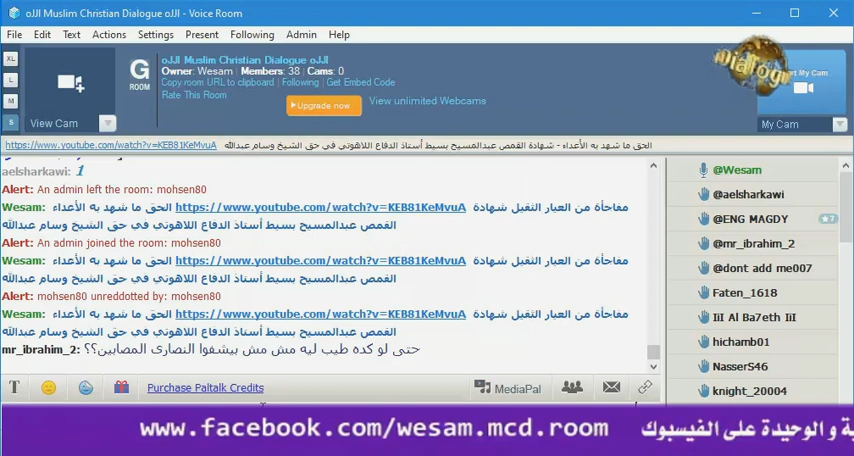 oJJI Muslim Christian Dialogue oJJI - Voice Room
File Edit Text Actions Settings Present Following Admin Help
XL
L
M
S
View Cam
G
ROOM
oJJI Muslim Christian Dialogue oJJI
Owner: Wesam | Members: 38 | Cams: 0
Copy room URL to clipboard | Following | Get Embed Code
Rate This Room
Upgrade now
View unlimited Webcams
Dialogue
rt My Cam
My Cam
https://www.youtube.com/watch?v=KEB81KeMvuA الحق ما شهد به الأعداء - شهادة القمص عبدالمسيح بسيط أستاذ الدفاع اللاهوتي في حق الشيخ وسام عبدالله
aelsharkawi: 1
Alert: An admin left the room: mohsen80
Wesam: مفاجأة من العيار الثقيل شهادة https://www.youtube.com/watch?v=KEB81KeMvuA الحق ما شهد به الأعداء
القمص عبدالمسيح بسيط أستاذ الدفاع اللاهوتي في حق الشيخ وسام عبدالله
Alert: An admin joined the room: mohsen80
Wesam: مفاجأة من العيار الثقيل شهادة https://www.youtube.com/watch?v=KEB81KeMvuA الحق ما شهد به الأعداء
القمص عبدالمسيح بسيط أستاذ الدفاع اللاهوتي في حق الشيخ وسام عبدالله
Alert: mohsen80 unreddotted by: mohsen80
Wesam: مفاجأة من العيار الثقيل شهادة https://www.youtube.com/watch?v=KEB81KeMvuA الحق ما شهد به الأعداء
القمص عبدالمسيح بسيط أستاذ الدفاع اللاهوتي في حق الشيخ وسام عبدالله
mr_ibrahim_2: حتى لو كده طيب ليه مش مش بيشفوا النصارى المصابين؟؟
@Wesam
@aelsharkawi
@ENG MAGDY
7
@mr_ibrahim_2
@dont add me007
Faten_1618
IiI Al Ba7eth IiI
hichamb01
NasserS46
knight_20004
T
Purchase Paltalk Credits
MediaPal
www.facebook.com/wesam.mcd.room ية و الوحيدة على الفيسبوك